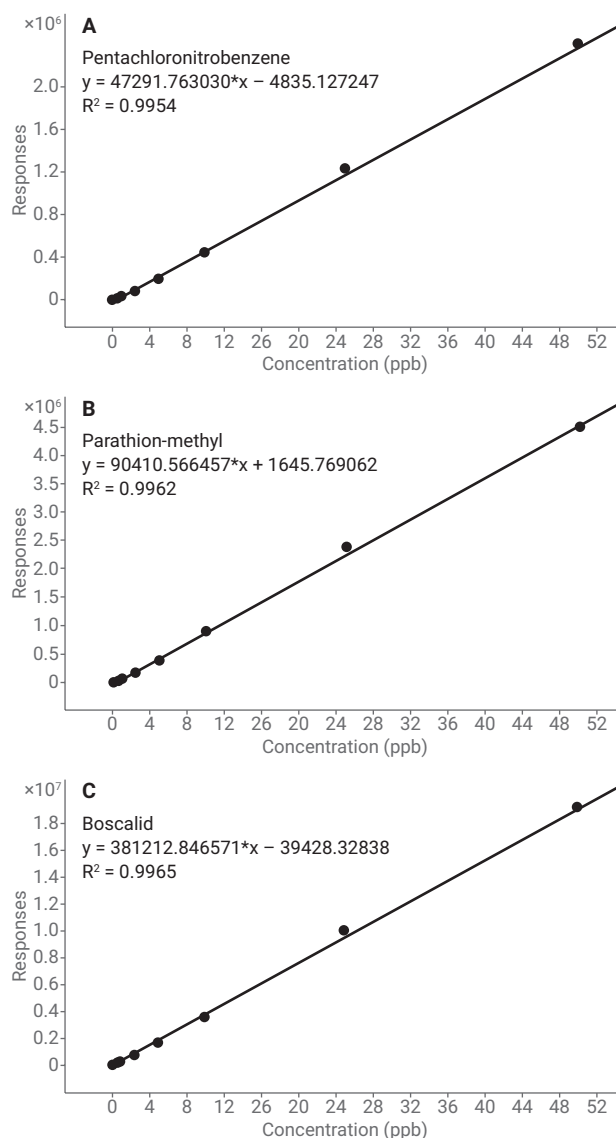 ×10⁶
A
Pentachloronitrobenzene
y = 47291.763030*x – 4835.127247
R² = 0.9954
Responses
2.0
1.6
1.2
0.8
0.4
0
0 4 8 12 16 20 24 28 32 36 40 44 48 52
Concentration (ppb)
×10⁶
B
Parathion-methyl
y = 90410.566457*x + 1645.769062
R² = 0.9962
Responses
4.5
4.0
3.5
3.0
2.5
2.0
1.5
1.0
0.5
0
0 4 8 12 16 20 24 28 32 36 40 44 48 52
Concentration (ppb)
×10⁷
C
Boscalid
y = 381212.846571*x – 39428.32838
R² = 0.9965
Responses
1.8
1.6
1.4
1.2
1.0
0.8
0.6
0.4
0.2
0
0 4 8 12 16 20 24 28 32 36 40 44 48 52
Concentration (ppb)